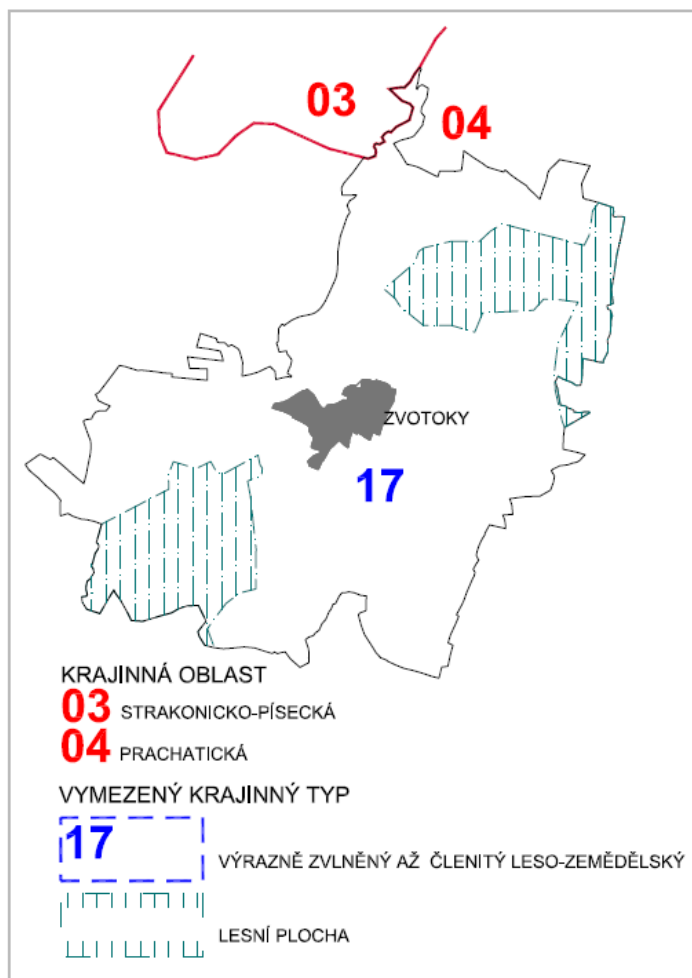 03
04
ZVOTOKY
17
KRAJINNÁ OBLAST
03 STRAKONICKO-PÍSECKÁ
04 PRACHATICKÁ
VYMEZENÝ KRAJINNÝ TYP
17 VÝRAZNĚ ZVLNĚNÝ AŽ ČLENITÝ LESO-ZEMĚDĚLSKÝ
LESNÍ PLOCHA